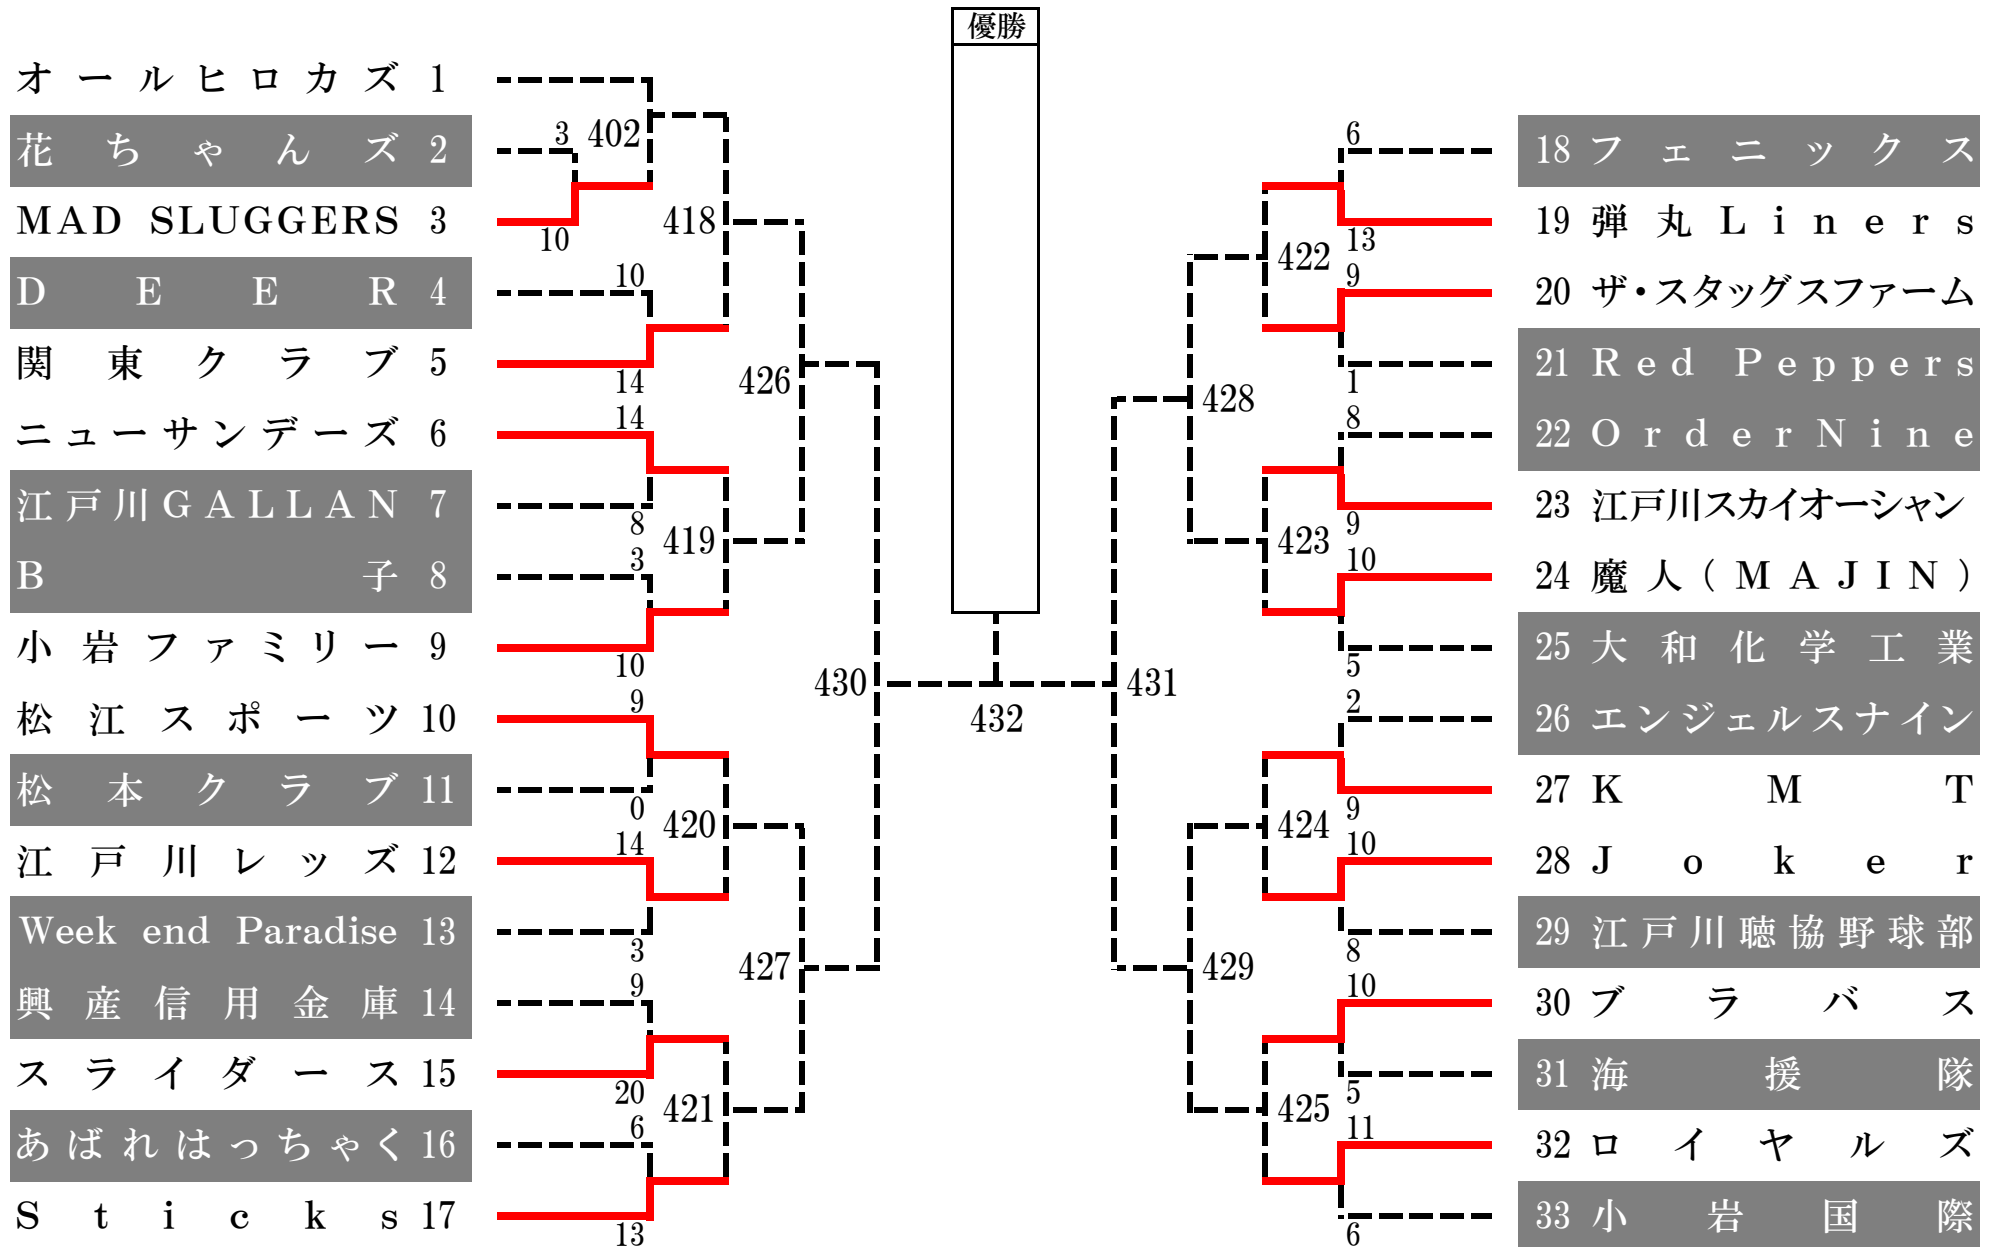 優勝
オールヒロカズ 1
花ちゃんズ 2
3
402
MAD SLUGGERS 3
10
418
DEER 4
10
関東クラブ 5
14
426
ニューサンデーズ 6
14
江戸川GALLAN 7
8
419
B子 8
3
小岩ファミリー 9
10
430
松江スポーツ 10
9
松本クラブ 11
0
420
江戸川レッズ 12
14
Week end Paradise 13
3
427
興産信用金庫 14
9
スライダース 15
20
421
あばれはっちゃく 16
6
Sticks 17
13
432
6
18 フェニックス
19 弾丸Liners
13
422
9
20 ザ・スタッグスファーム
21 Red Peppers
1
428
8
22 OrderNine
23 江戸川スカイオーシャン
9
423
10
24 魔人(MAJIN)
25 大和化学工業
5
431
2
26 エンジェルスナイン
27 KMT
9
424
10
28 Joker
29 江戸川聴協野球部
8
429
10
30 ブラバス
31 海援隊
5
425
11
32 ロイヤルズ
33 小岩国際
6